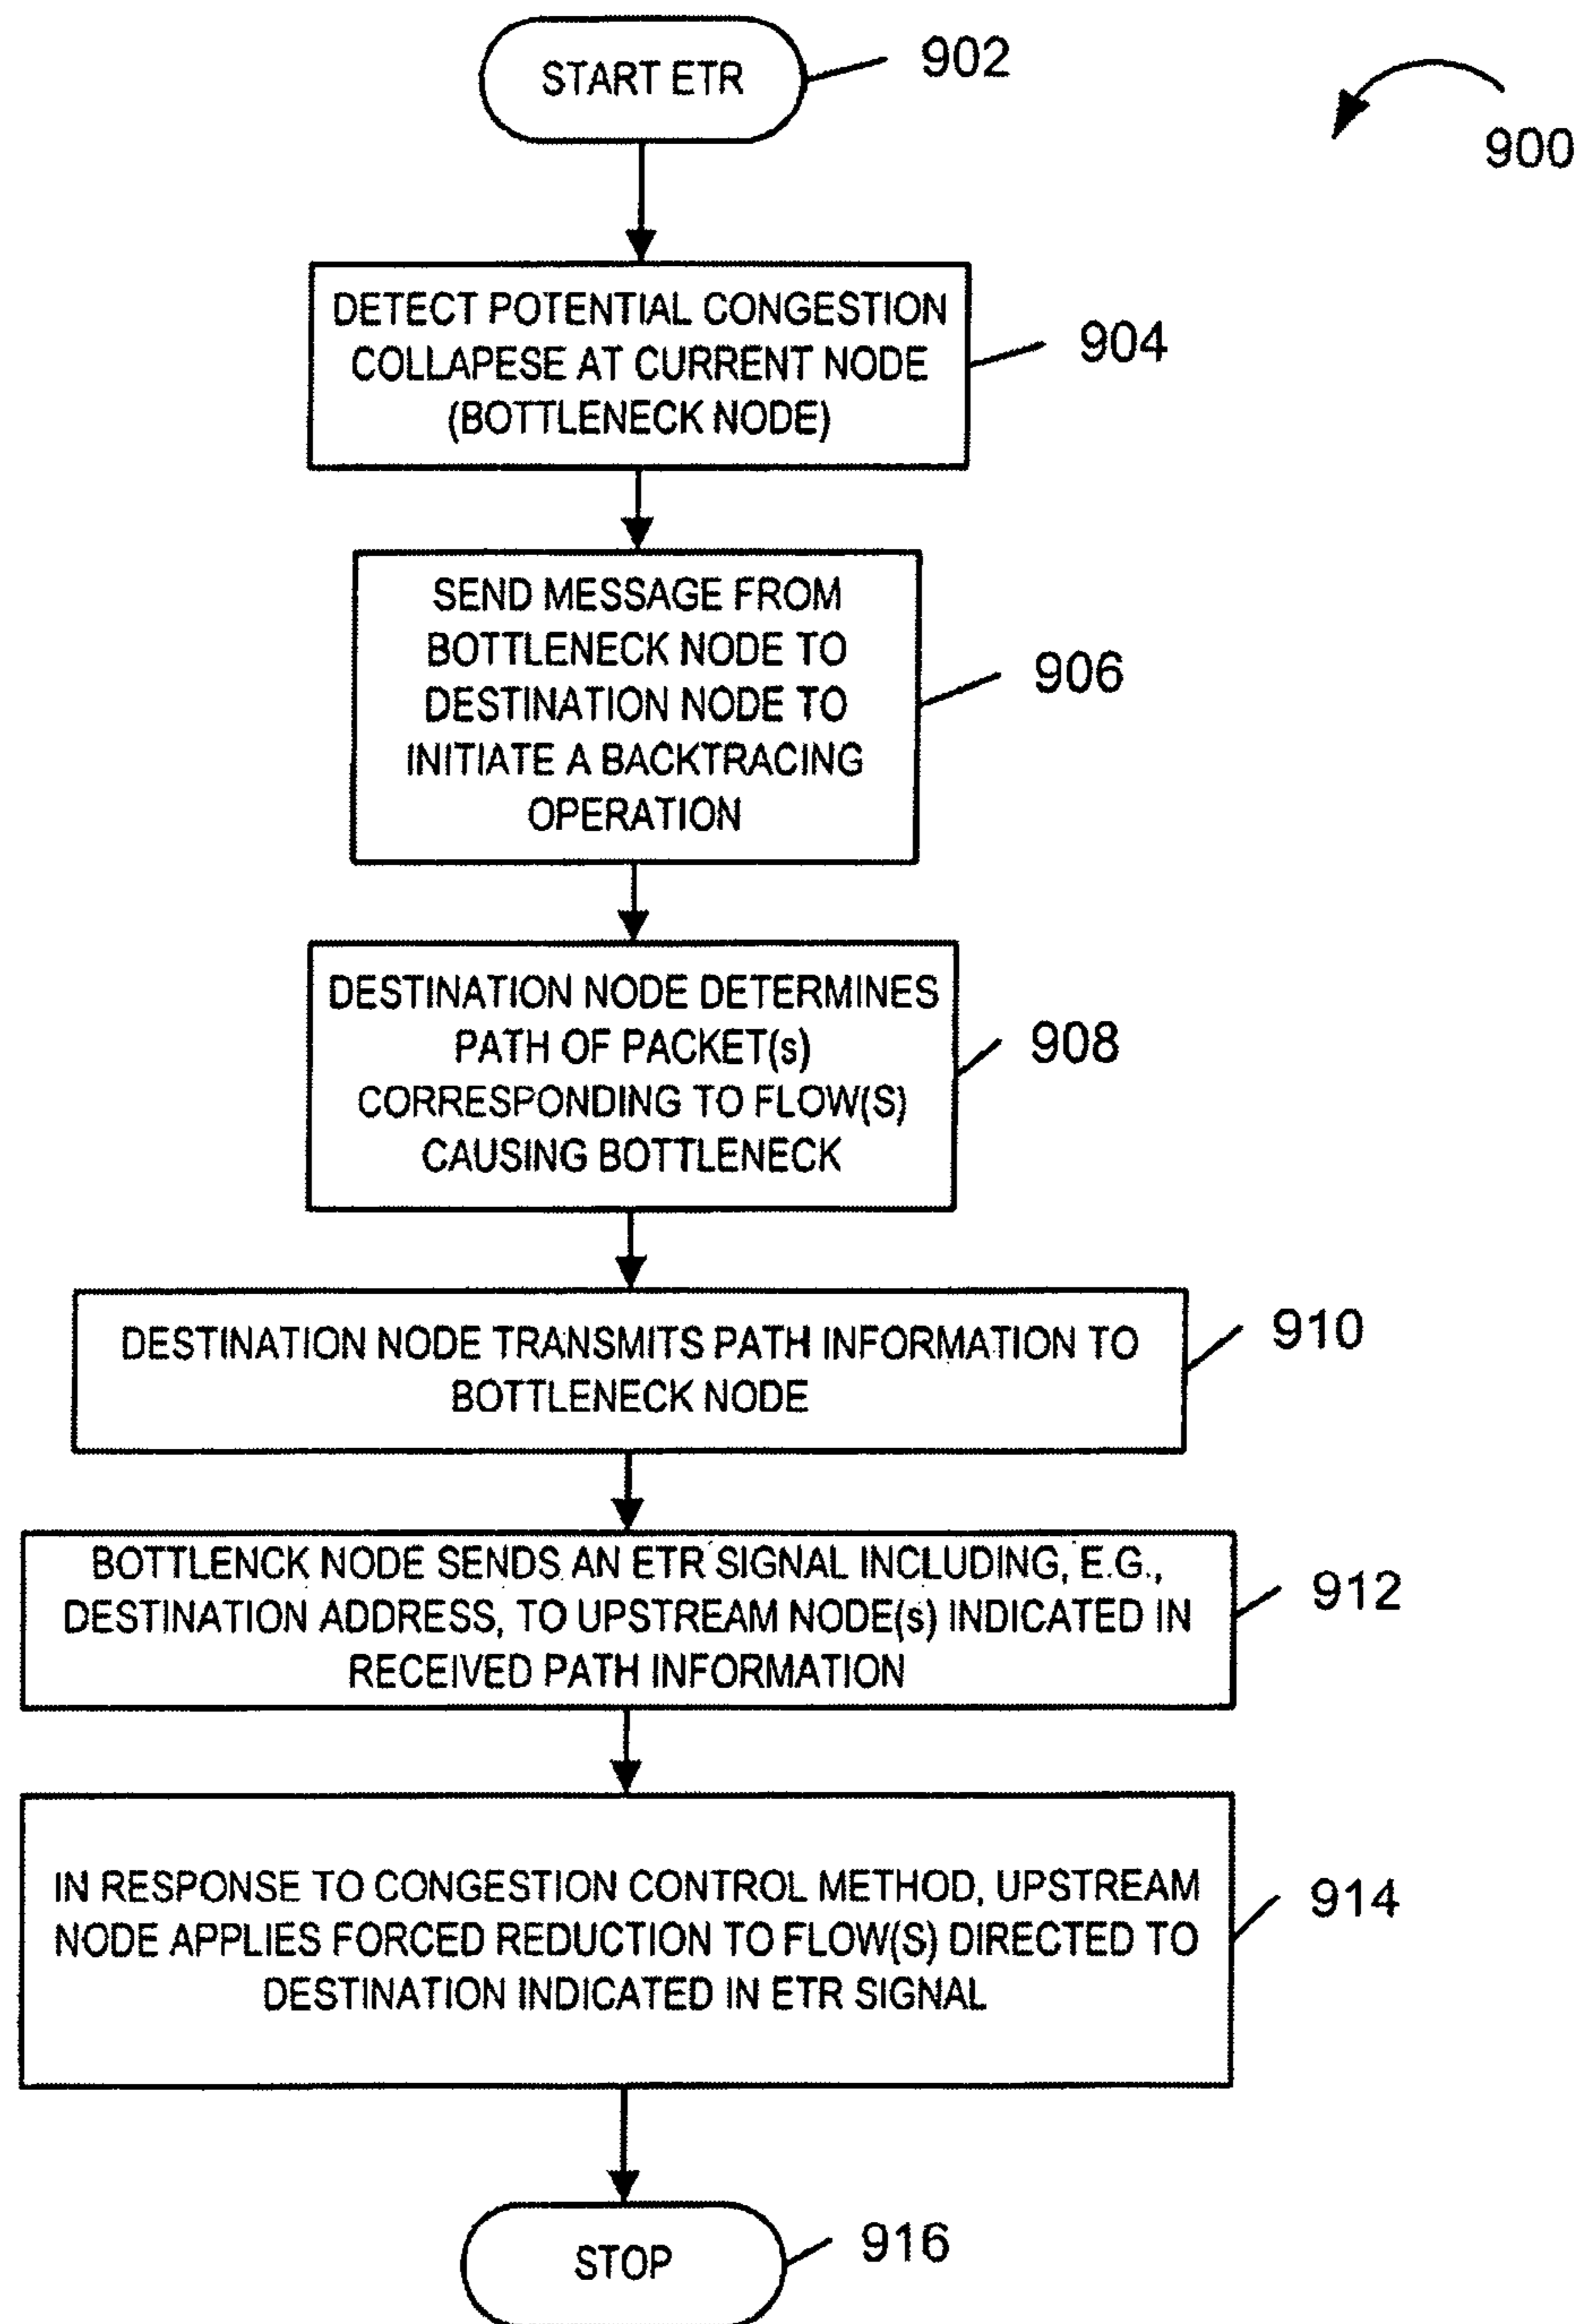 START ETR
902
900
DETECT POTENTIAL CONGESTION
COLLAPESE AT CURRENT NODE
(BOTTLENECK NODE)
904
SEND MESSAGE FROM
BOTTLENECK NODE TO
DESTINATION NODE TO
INITIATE A BACKTRACING
OPERATION
906
DESTINATION NODE DETERMINES
PATH OF PACKET(s)
CORRESPONDING TO FLOW(S)
CAUSING BOTTLENECK
908
DESTINATION NODE TRANSMITS PATH INFORMATION TO
BOTTLENECK NODE
910
BOTTLENCK NODE SENDS AN ETR SIGNAL INCLUDING, E.G.,
DESTINATION ADDRESS, TO UPSTREAM NODE(s) INDICATED IN
RECEIVED PATH INFORMATION
912
IN RESPONSE TO CONGESTION CONTROL METHOD, UPSTREAM
NODE APPLIES FORCED REDUCTION TO FLOW(S) DIRECTED TO
DESTINATION INDICATED IN ETR SIGNAL
914
STOP
916